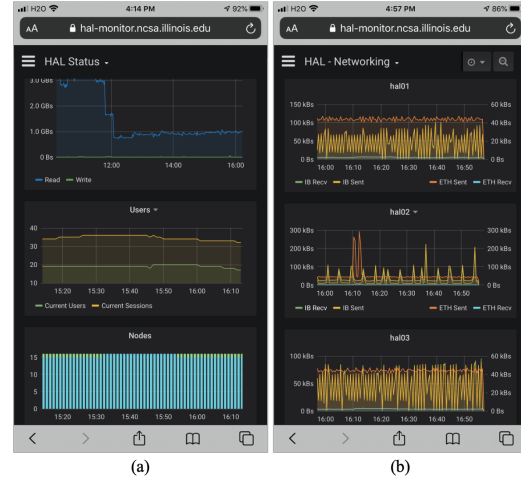 H2O 4:14 PM 92%
AA hal-monitor.ncsa.illinois.edu
HAL Status
3.0 GBs
2.0 GBs
1.0 GBs
0 Bs
12:00 14:00 16:00
Read Write
Users
40
30
20
10
15:20 15:30 15:40 15:50 16:00 16:10
Current Users Current Sessions
Nodes
15
10
5
0
15:20 15:30 15:40 15:50 16:00 16:10
(a)
H2O 4:57 PM 86%
AA hal-monitor.ncsa.illinois.edu
HAL - Networking
hal01
150 kBs 60 kBs
100 kBs 40 kBs
50 kBs 20 kBs
0 Bs 0 Bs
16:00 16:10 16:20 16:30 16:40 16:50
IB Recv IB Sent ETH Sent ETH Recv
hal02
300 kBs 300 kBs
200 kBs 200 kBs
100 kBs 100 kBs
0 Bs 0 Bs
16:00 16:10 16:20 16:30 16:40 16:50
IB Recv IB Sent ETH Sent ETH Recv
hal03
100 kBs 60 kBs
50 kBs 40 kBs
20 kBs
0 Bs 0 Bs
16:00 16:10 16:20 16:30 16:40 16:50
IB Recv IB Sent ETH Sent ETH Recv
(b)